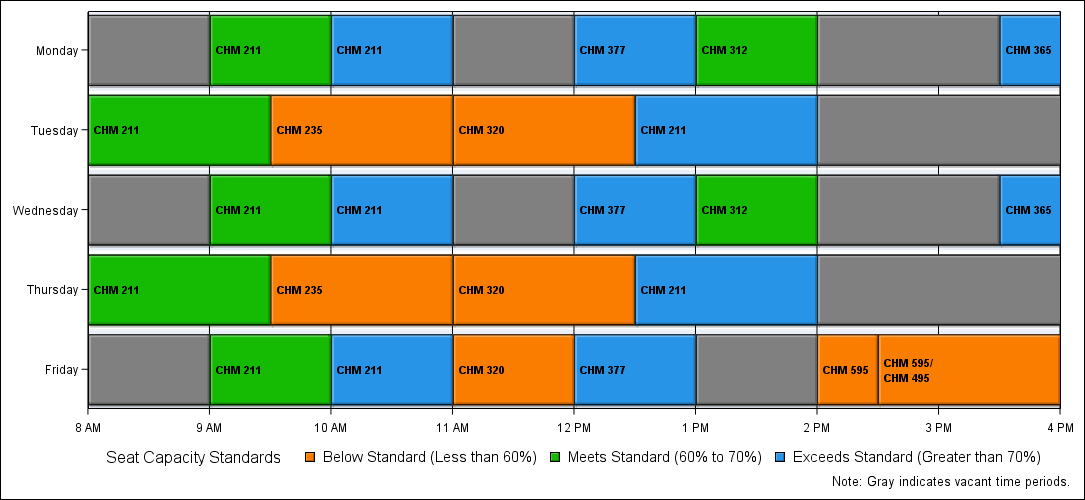 Monday
CHM 211
CHM 211
CHM 377
CHM 312
CHM 365
Tuesday
CHM 211
CHM 235
CHM 320
CHM 211
Wednesday
CHM 211
CHM 211
CHM 377
CHM 312
CHM 365
Thursday
CHM 211
CHM 235
CHM 320
CHM 211
Friday
CHM 211
CHM 211
CHM 320
CHM 377
CHM 595
CHM 595/
CHM 495
8 AM 9 AM 10 AM 11 AM 12 PM 1 PM 2 PM 3 PM 4 PM
Seat Capacity Standards Below Standard (Less than 60%) Meets Standard (60% to 70%) Exceeds Standard (Greater than 70%)
Note: Gray indicates vacant time periods.